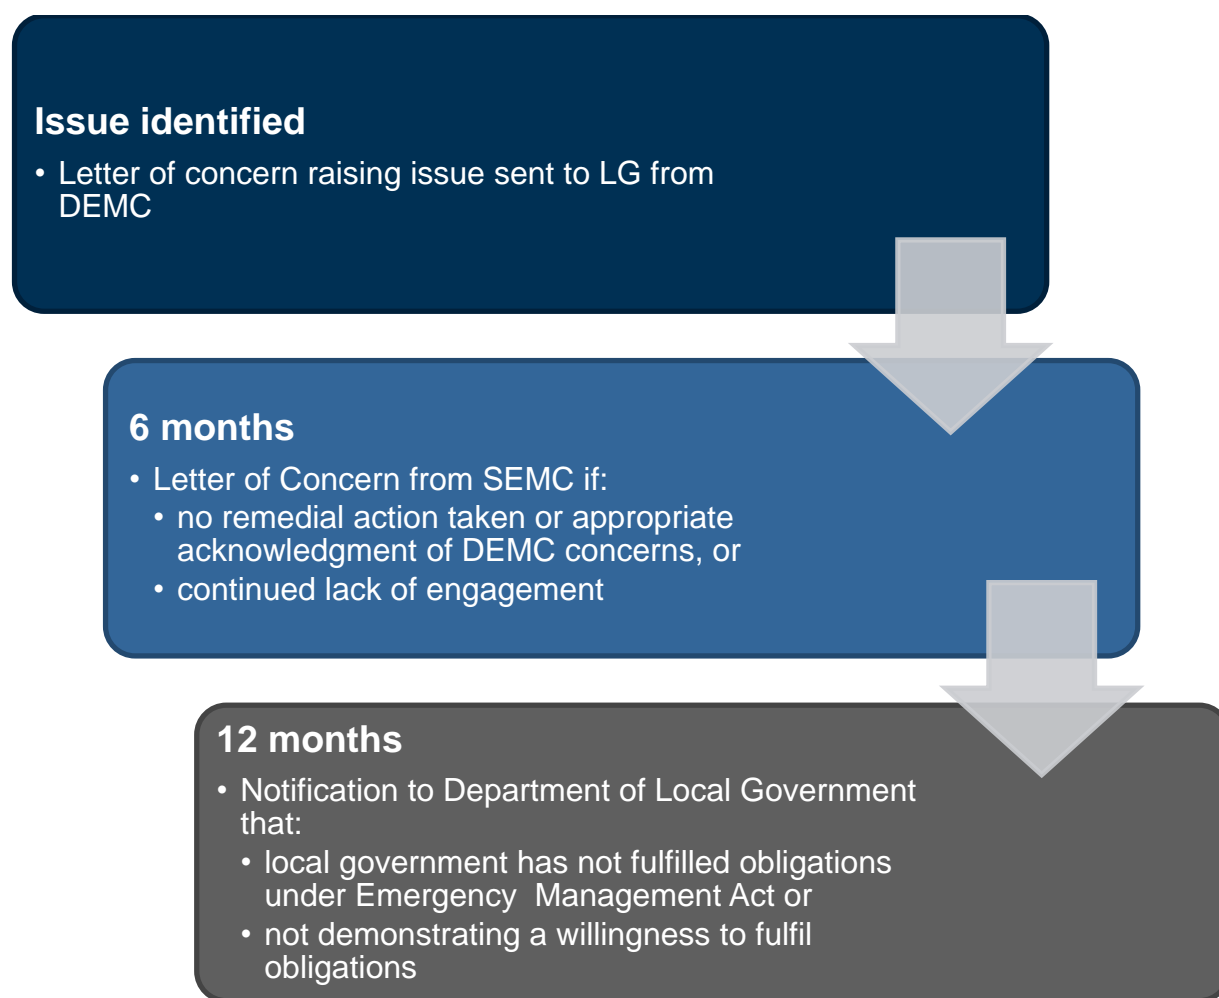 Issue identified
• Letter of concern raising issue sent to LG from
DEMC
6 months
• Letter of Concern from SEMC if:
• no remedial action taken or appropriate
acknowledgment of DEMC concerns, or
• continued lack of engagement
12 months
• Notification to Department of Local Government
that:
• local government has not fulfilled obligations
under Emergency  Management Act or
• not demonstrating a willingness to fulfil
obligations